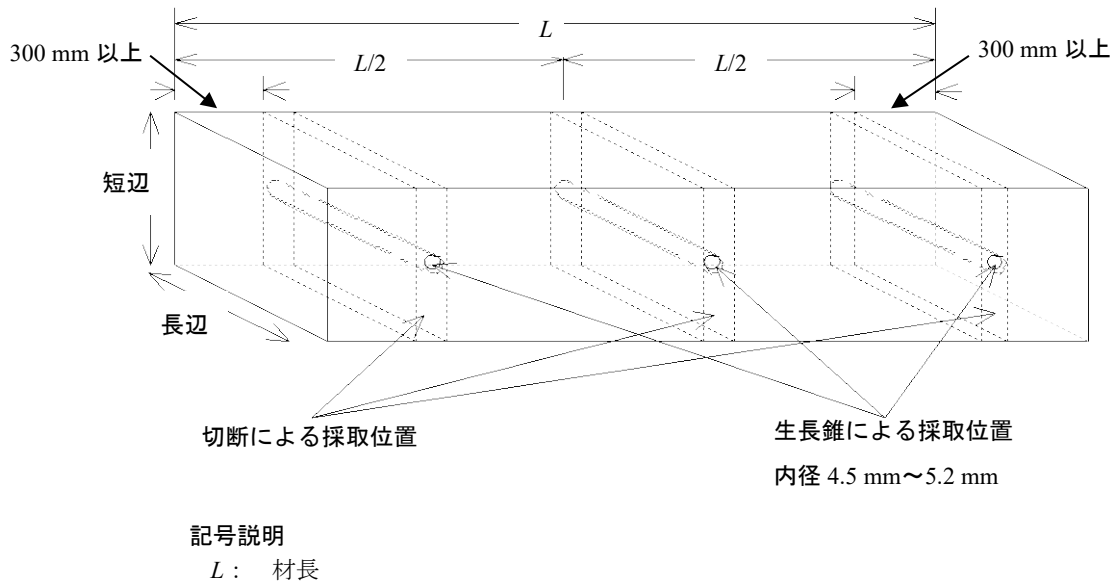 L
300 mm 以上
300 mm 以上
L/2
L/2
短辺
長辺
切断による採取位置
生長錐による採取位置
内径 4.5 mm～5.2 mm
記号説明
L： 材長